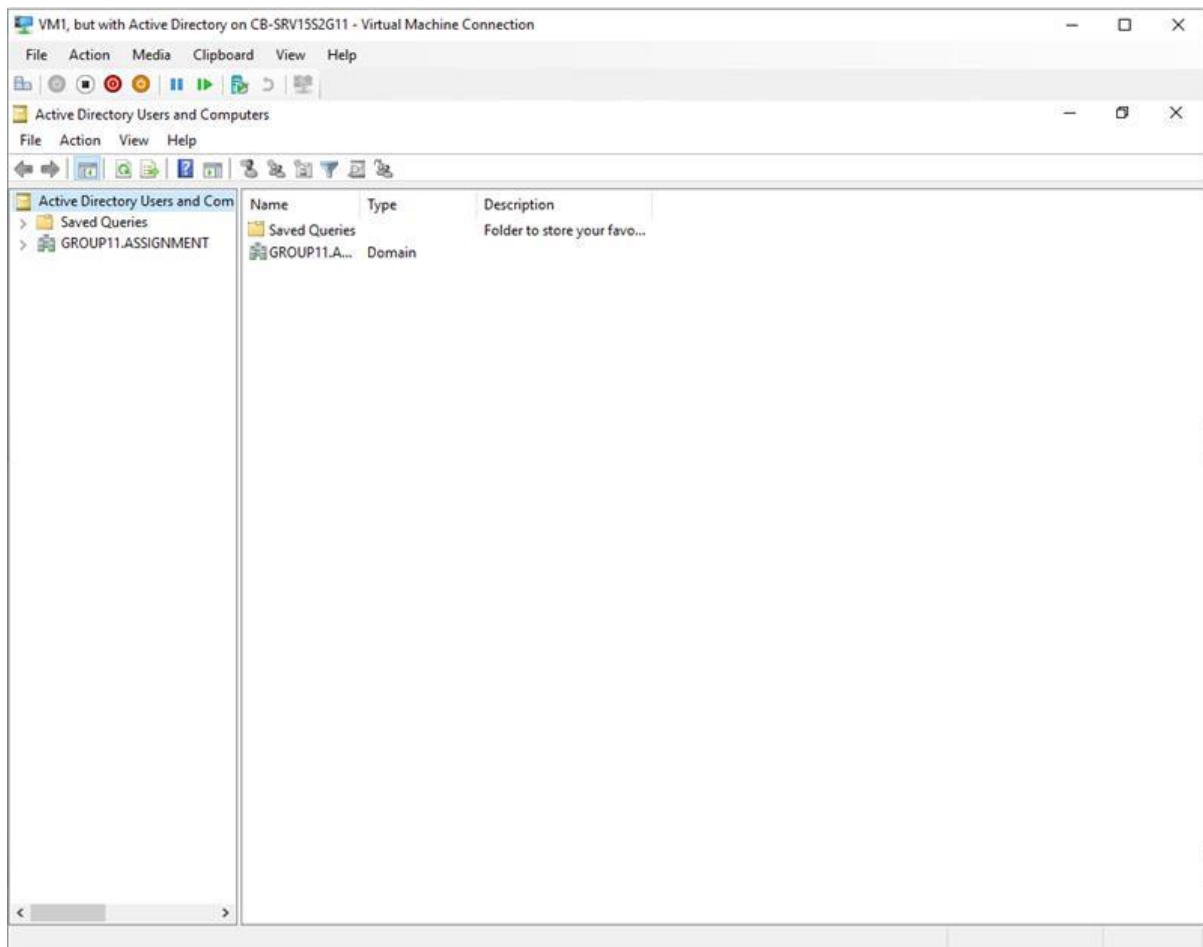 VM1, but with Active Directory on CB-SRV15S2G11 - Virtual Machine Connection
File Action Media Clipboard View Help
Active Directory Users and Computers
File Action View Help
Active Directory Users and Com
Saved Queries
GROUP11.ASSIGNMENT
Name Type Description
Saved Queries Folder to store your favo...
GROUP11.A... Domain